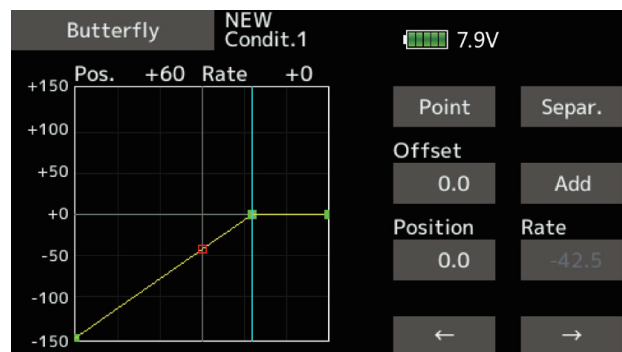 Butterfly
NEW
Condit.1
7.9V
Pos. +60 Rate +0
+150
+100
+50
+0
-50
-100
-150
Point Separ.
Offset
0.0 Add
Position Rate
0.0 -42.5
← →